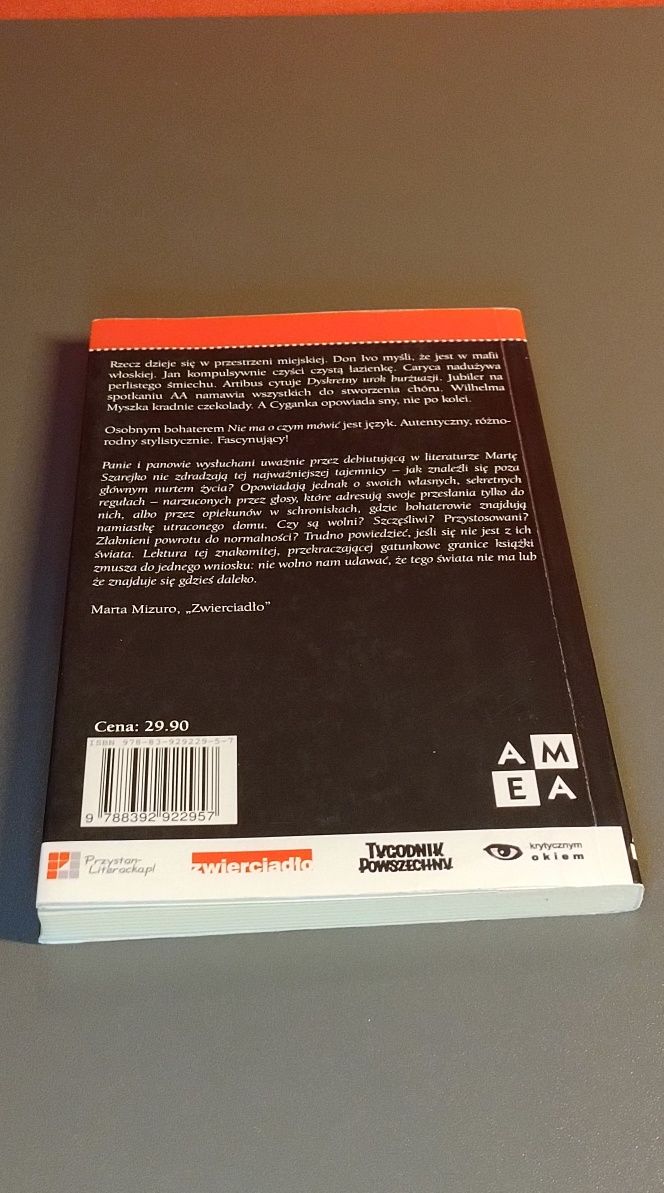 Rzecz dzieje się w przestrzeni miejskiej. Don Ivo myśli, że jest w mafii
włoskiej. Jan kompulsywnie czyści czystą łazienkę. Caryca nadużywa
perlistego śmiechu. Artibus cytuje Dyskretny urok burżuazji. Jubiler na
spotkaniu AA namawia wszystkich do stworzenia chóru. Wilhelma
Myszka kradnie czekolady. A Cyganka opowiada sny, nie po kolei.
Osobnym bohaterem Nie ma o czym mówić jest język. Autentyczny, różno-
rodny stylistycznie. Fascynujący!
Panie i panowie wysłuchani uważnie przez debiutującą w literaturze Martę
Szarejko nie zdradzają tej najważniejszej tajemnicy – jak znaleźli się poza
głównym nurtem życia? Opowiadają jednak o swoich własnych, sekretnych
regułach – narzuconych przez głosy, które adresują swoje przesłania tylko do
nich, albo przez opiekunów w schroniskach, gdzie bohaterowie znajdują
namiastkę utraconego domu. Czy są wolni? Szczęśliwi? Przystosowani?
Złaknieni powrotu do normalności? Trudno powiedzieć, jeśli się nie jest z ich
świata. Lektura tej znakomitej, przekraczającej gatunkowe granice książki
zmusza do jednego wniosku: nie wolno nam udawać, że tego świata nie ma lub
że znajduje się gdzieś daleko.
Marta Mizuro, „Zwierciadło”
Cena: 29.90
ISBN 978-83-929229-5-7
9 788392 922957
AM
EA
Przystan-
Literacka.pl
zwierciadło
TYGODNIK
POWSZECHNY
krytycznym
okiem